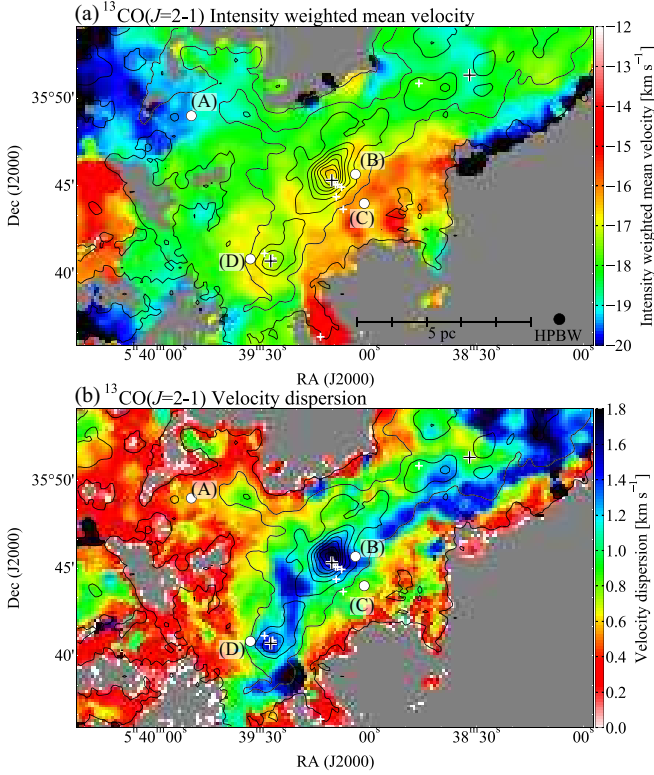 (a) ¹³CO(J=2-1) Intensity weighted mean velocity
35°50′
45′
40′
Dec (J2000)
(A)
(B)
(C)
(D)
5 pc
HPBW
5ʰ40ᵐ00ˢ
39ᵐ30ˢ
00ˢ
38ᵐ30ˢ
00ˢ
RA (J2000)
−12
−13
−14
−15
−16
−17
−18
−19
−20
Intensity weighted mean velocity [km s⁻¹]
(b) ¹³CO(J=2-1) Velocity dispersion
35°50′
45′
40′
Dec (J2000)
(A)
(B)
(C)
(D)
5ʰ40ᵐ00ˢ
39ᵐ30ˢ
00ˢ
38ᵐ30ˢ
00ˢ
RA (J2000)
1.8
1.6
1.4
1.2
1.0
0.8
0.6
0.4
0.2
0.0
Velocity dispersion [km s⁻¹]